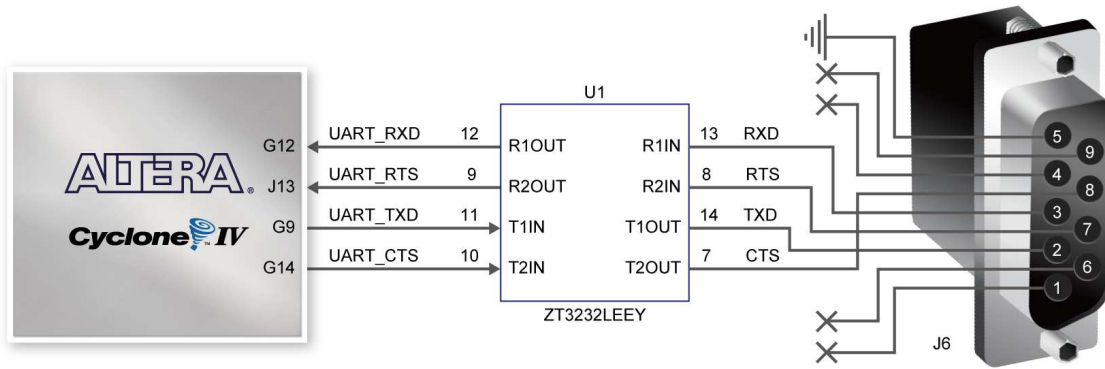 U1
G12 UART_RXD 12 R1OUT R1IN 13 RXD
J13 UART_RTS 9 R2OUT R2IN 8 RTS
G9 UART_TXD 11 T1IN T1OUT 14 TXD
G14 UART_CTS 10 T2IN T2OUT 7 CTS
ALTERA®
Cyclone™ IV
ZT3232LEEY
5
9
4
8
3
7
2
6
1
J6